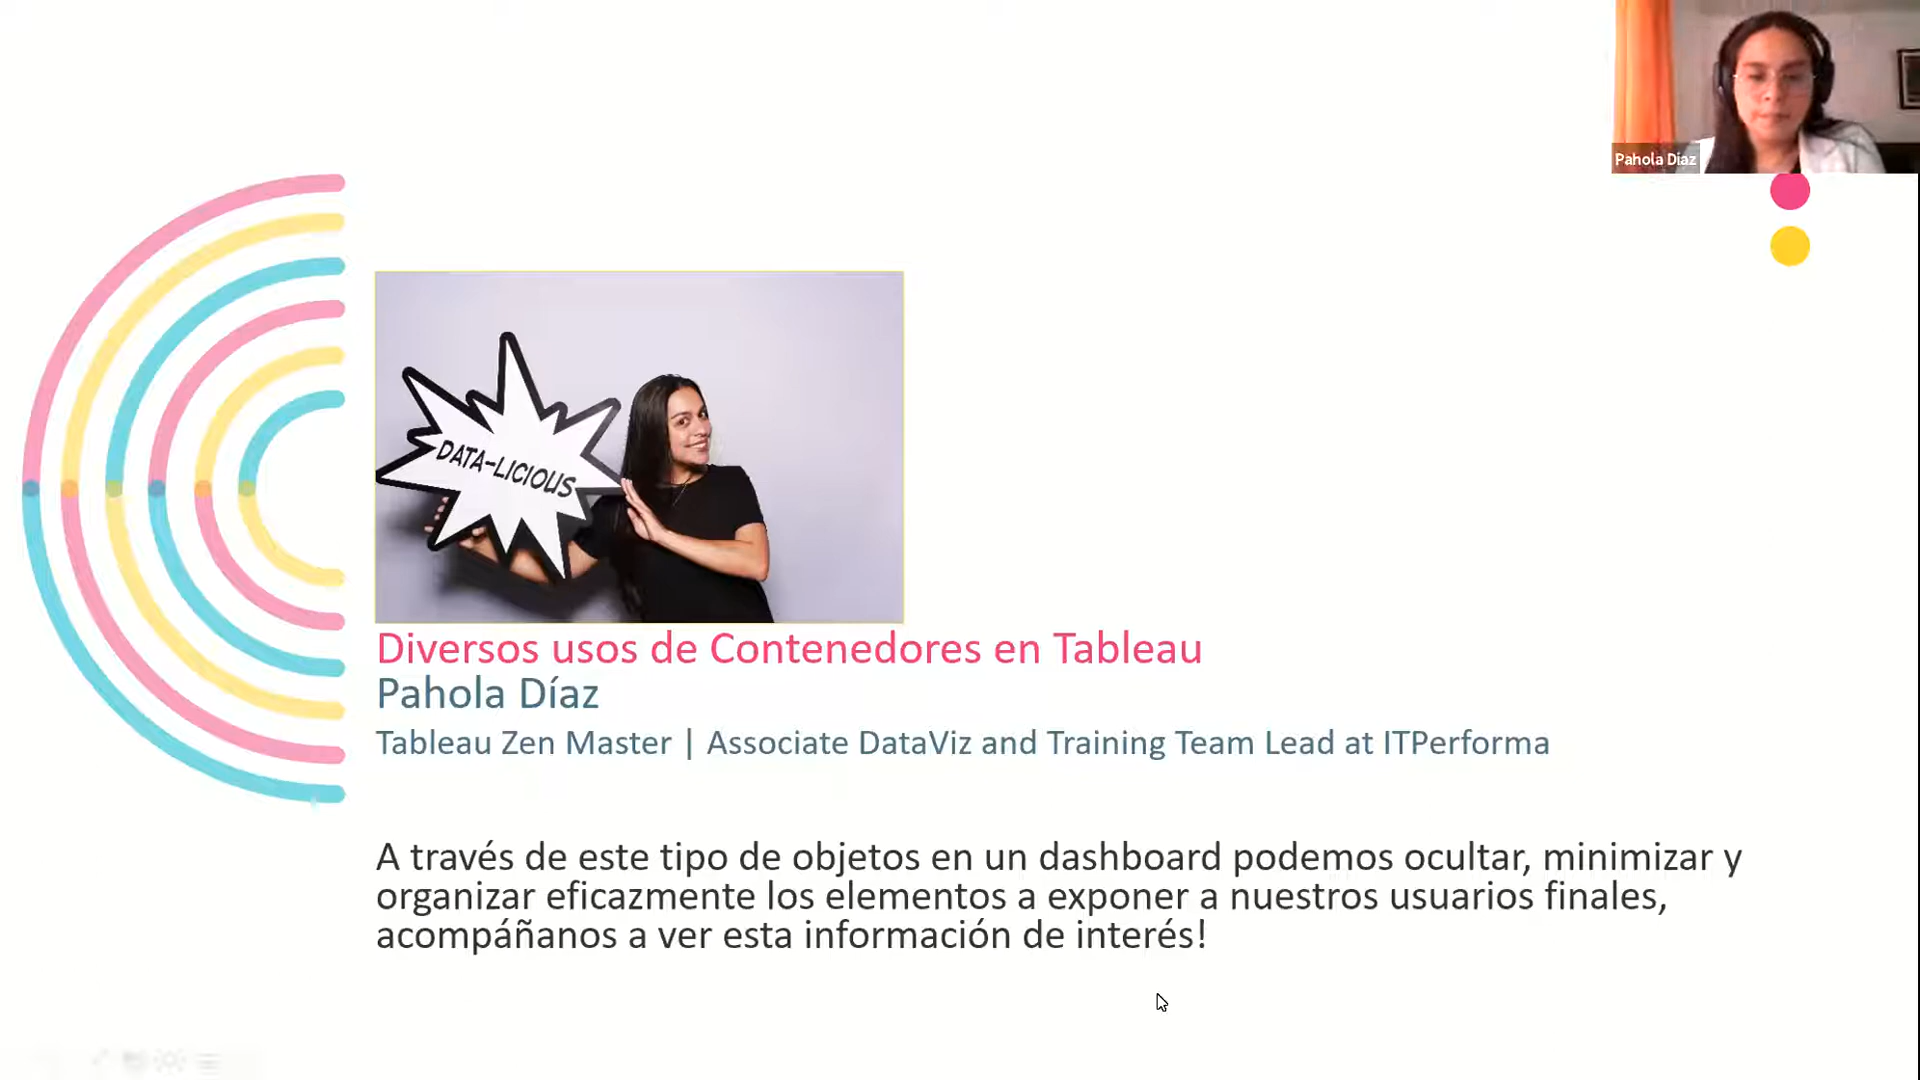 Pahola Diaz
DATA-LICIOUS
Diversos usos de Contenedores en Tableau
Pahola Díaz
Tableau Zen Master | Associate DataViz and Training Team Lead at ITPerforma
A través de este tipo de objetos en un dashboard podemos ocultar, minimizar y
organizar eficazmente los elementos a exponer a nuestros usuarios finales,
acompáñanos a ver esta información de interés!